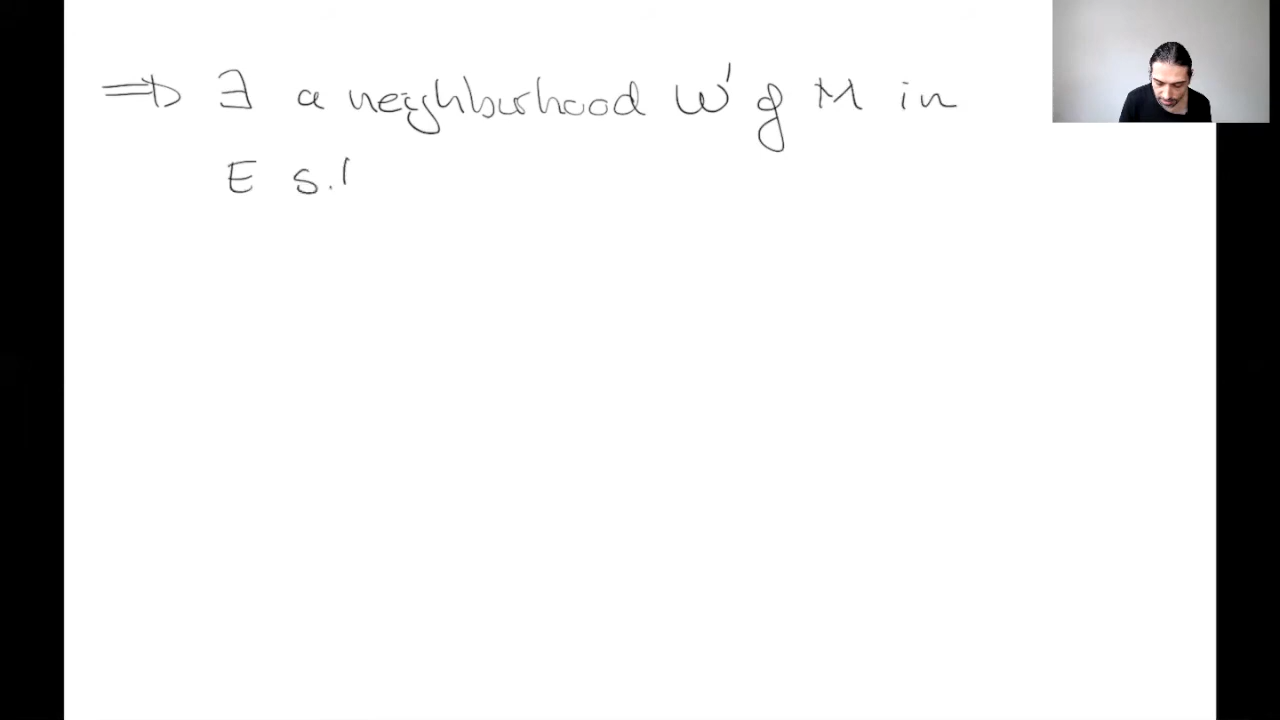 ⇒ ∃ a neighborhood W' of M in
E s.